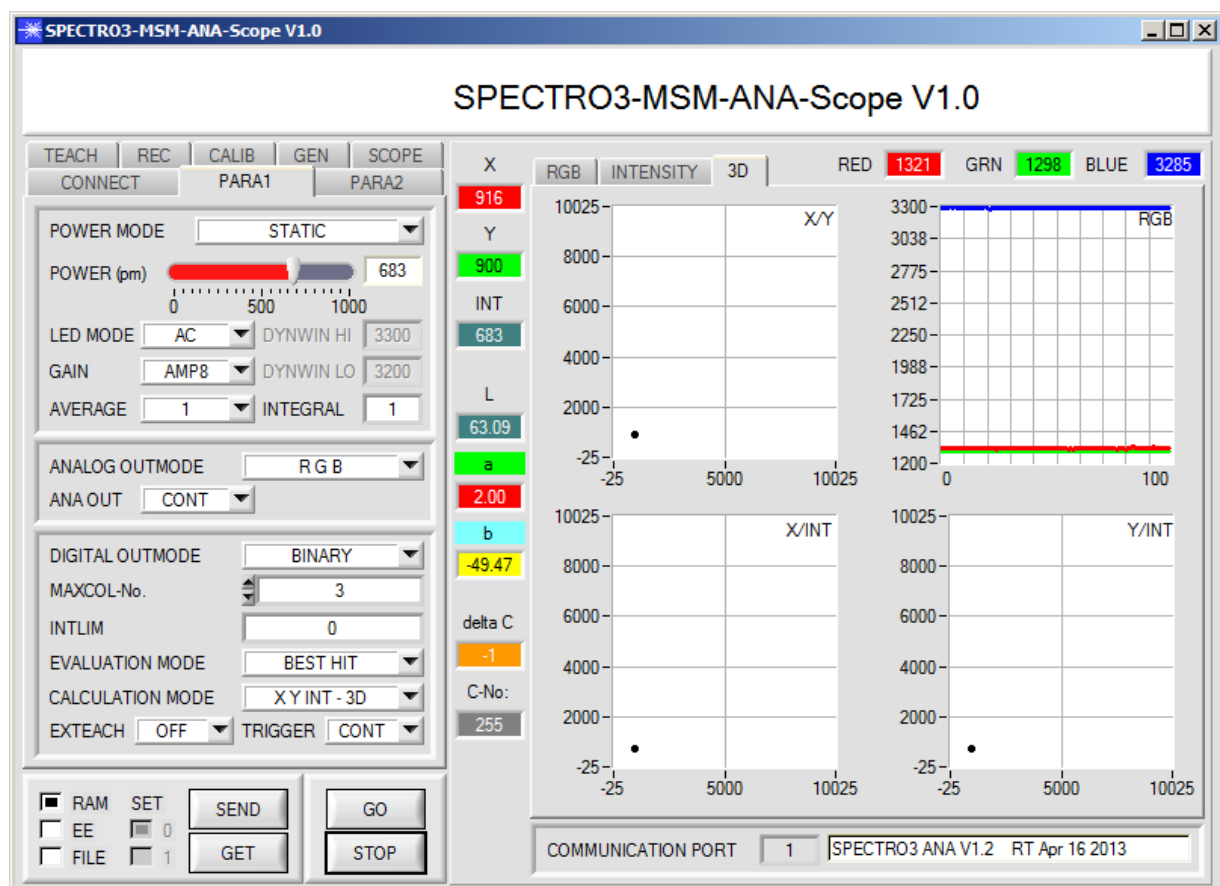 SPECTRO3-MSM-ANA-Scope V1.0
SPECTRO3-MSM-ANA-Scope V1.0
TEACH REC CALIB GEN SCOPE
CONNECT PARA1 PARA2
POWER MODE STATIC
POWER (pm) 683
0 500 1000
LED MODE AC DYNWIN HI 3300
GAIN AMP8 DYNWIN LO 3200
AVERAGE 1 INTEGRAL 1
ANALOG OUTMODE R G B
ANA OUT CONT
DIGITAL OUTMODE BINARY
MAXCOL-No. 3
INTLIM 0
EVALUATION MODE BEST HIT
CALCULATION MODE X Y INT - 3D
EXTEACH OFF TRIGGER CONT
RAM SET
EE 0
FILE 1
SEND
GET
GO
STOP
X
916
Y
900
INT
683
L
63.09
a
2.00
b
-49.47
delta C
-1
C-No:
255
RGB INTENSITY 3D
RED 1321 GRN 1298 BLUE 3285
X/Y
10025
8000
6000
4000
2000
-25
-25 5000 10025
RGB
3300
3038
2775
2512
2250
1988
1725
1462
1200
0 100
X/INT
10025
8000
6000
4000
2000
-25
-25 5000 10025
Y/INT
10025
8000
6000
4000
2000
-25
-25 5000 10025
COMMUNICATION PORT 1 SPECTRO3 ANA V1.2 RT Apr 16 2013